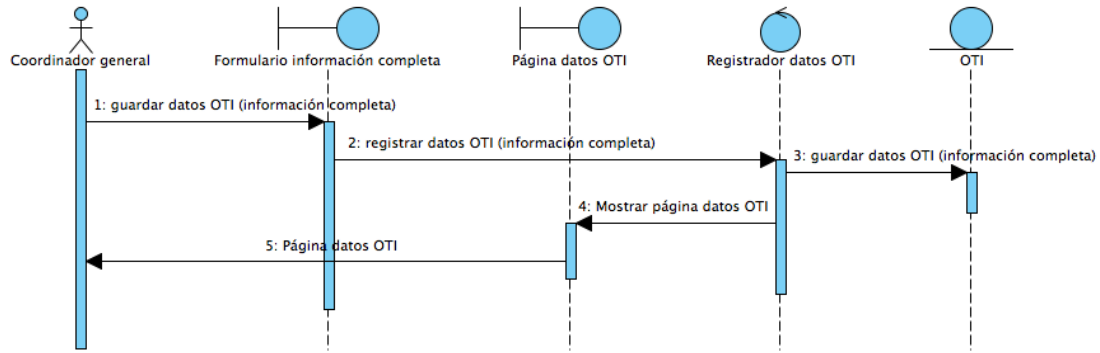 Coordinador general
Formulario información completa
Página datos OTI
Registrador datos OTI
OTI
1: guardar datos OTI (información completa)
2: registrar datos OTI (información completa)
3: guardar datos OTI (información completa)
4: Mostrar página datos OTI
5: Página datos OTI